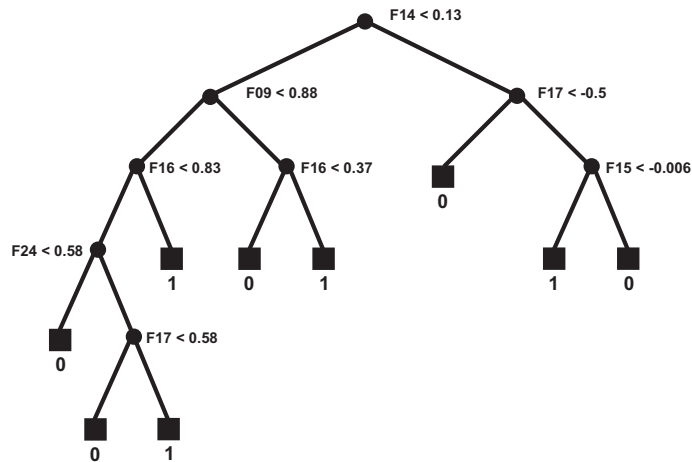 F14 < 0.13
F09 < 0.88
F17 < -0.5
F16 < 0.83
F16 < 0.37
F15 < -0.006
0
F24 < 0.58
1
0
1
1
0
F17 < 0.58
0
0
1